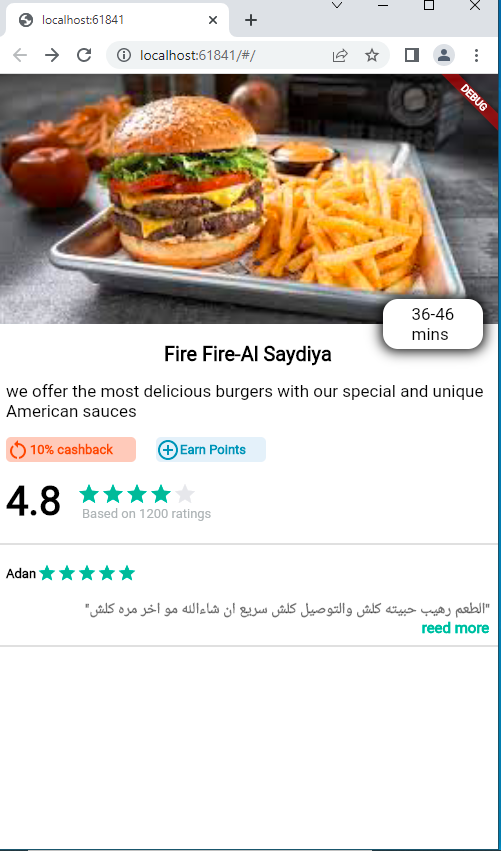 localhost:61841
localhost:61841/#/
DEBUG
36-46
mins
Fire Fire-Al Saydiya
we offer the most delicious burgers with our special and unique
American sauces
10% cashback
Earn Points
4.8
Based on 1200 ratings
Adan
"الطعم رهيب حبيته كلش والتوصيل كلش سريع ان شاءالله مو اخر مره كلش"
reed more